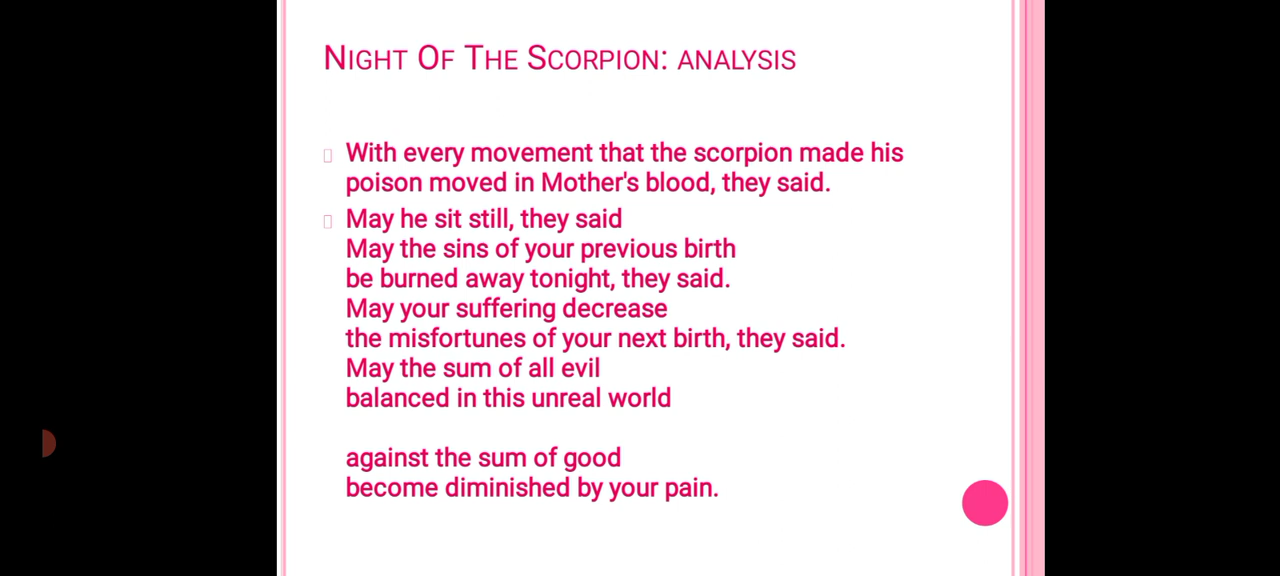 Night Of The Scorpion: analysis
With every movement that the scorpion made his
poison moved in Mother's blood, they said.
May he sit still, they said
May the sins of your previous birth
be burned away tonight, they said.
May your suffering decrease
the misfortunes of your next birth, they said.
May the sum of all evil
balanced in this unreal world
against the sum of good
become diminished by your pain.